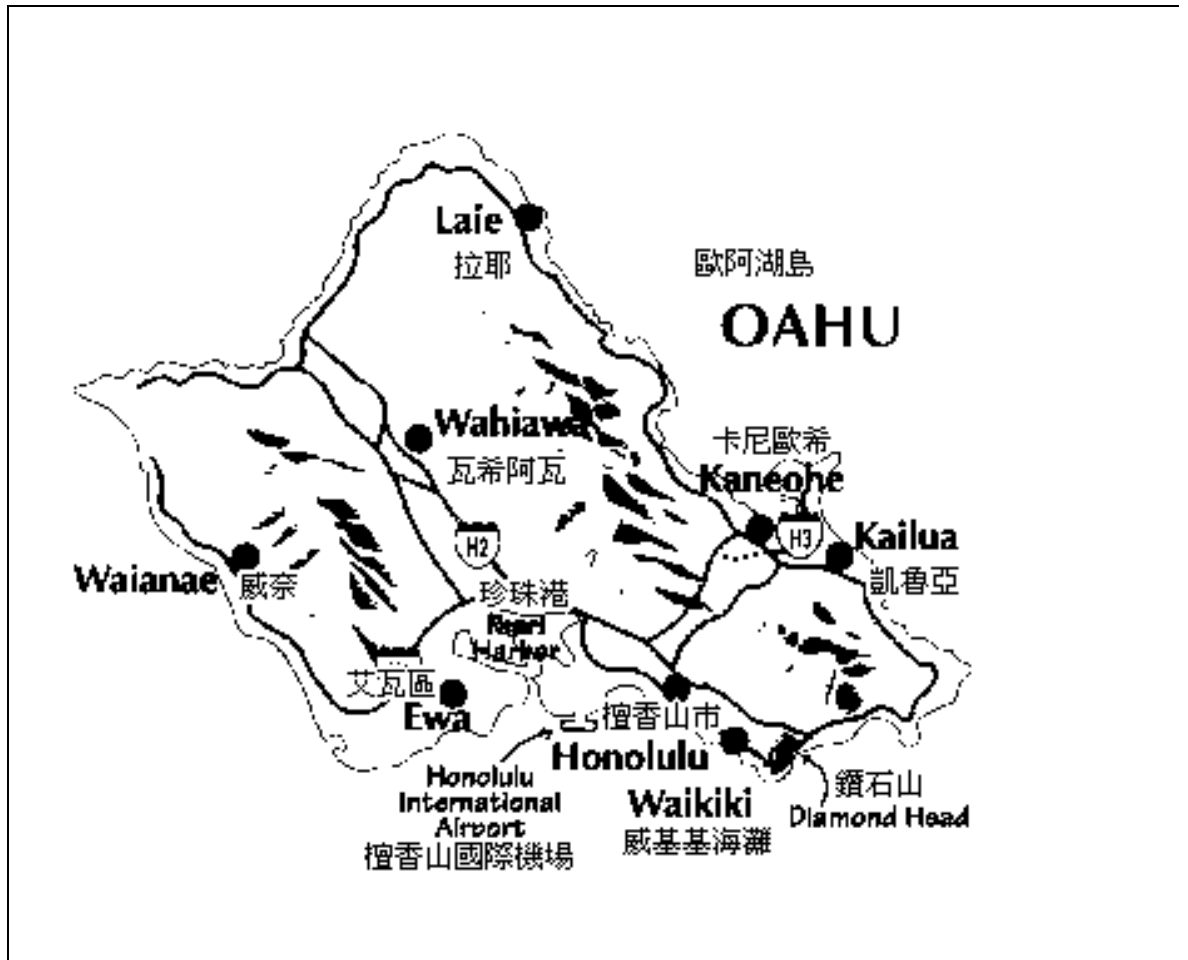 Laie
拉耶
歐阿湖島
OAHU
Wahiawa
瓦希阿瓦
卡尼歐希
Kaneohe
H3
Kailua
凱魯亞
H2
Waianae
威奈
珍珠港
Pearl
Harbor
艾瓦區
Ewa
檀香山市
Honolulu
Honolulu
International
Airport
檀香山國際機場
Waikiki
威基基海灘
鑽石山
Diamond Head